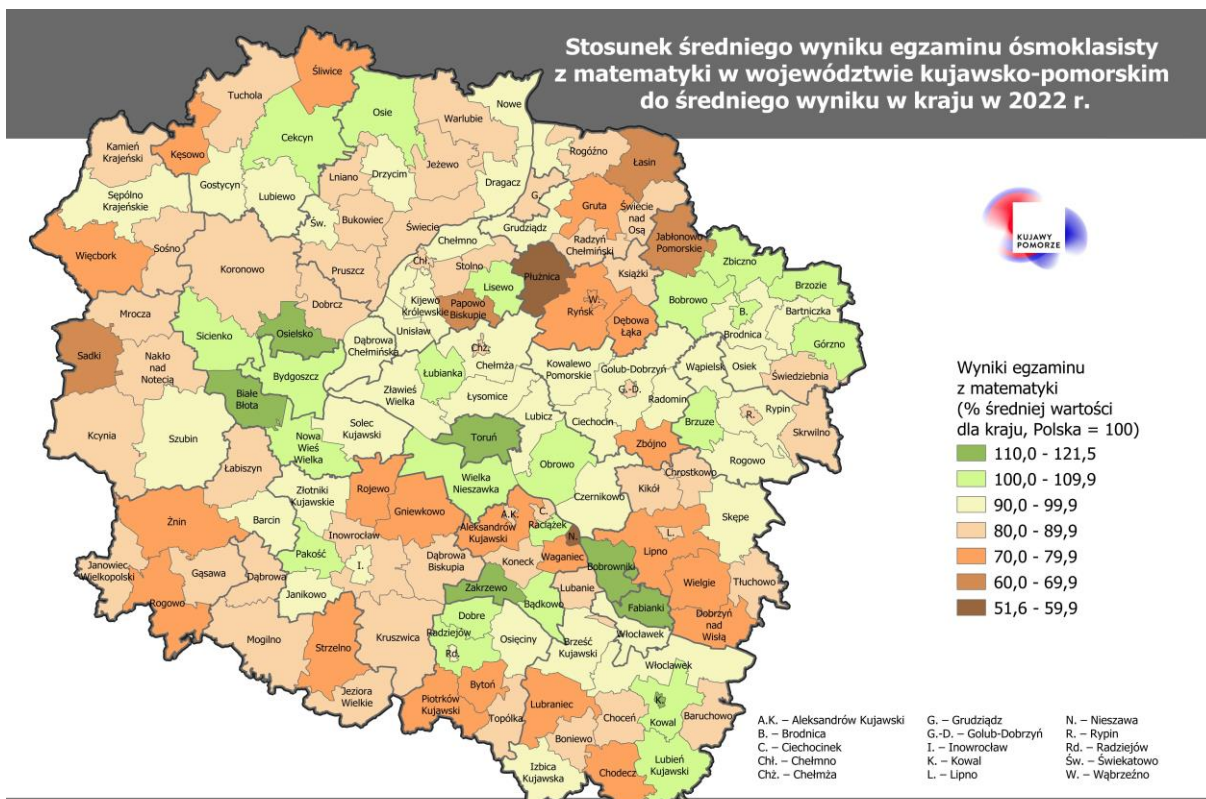 Stosunek średniego wyniku egzaminu ósmoklasisty
z matematyki w województwie kujawsko-pomorskim
do średniego wyniku w kraju w 2022 r.
Śliwice
Tuchola
Osie
Nowe
Warlubie
Cekcyn
Kamień
Krajeński
Kęsowo
Rogóźno
Łasin
Lniano
Drzycim
Jeżewo
Gostycyn
Lubiewo
Dragacz
G.
Sępólno
Krajeńskie
Gruta
Świecie
nad
Osą
Św.
Bukowiec
Świecie
Grudziądz
Chełmno
Radzyń
Chełmiński
Jabłonowo
Pomorskie
Więcbork
Sośno
Koronowo
Pruszcz
Chł.
Stolno
Płużnica
Książki
Zbiczno
Brzozie
Lisewo
Dobrcz
Kijewo
Królewskie
Papowo
Biskupie
W.
Ryńsk
Bobrowo
B.
Bartniczka
Mrocza
Dębowa
Łąka
Sicienko
Osielsko
Unisław
Brodnica
Górzno
Sadki
Nakło
nad
Notecią
Dąbrowa
Chełmińska
Chż.
Chełmża
Kowalewo
Pomorskie
Golub-Dobrzyń
Wąpielsk
Osiek
Świedziebnia
Bydgoszcz
Łubianka
G.-D.
Radomin
Białe
Błota
Zławieś
Wielka
Łysomice
Rypin
R.
Kcynia
Szubin
Solec
Kujawski
Lubicz
Ciechocin
Brzuze
Skrwilno
Toruń
Nowa
Wieś
Wielka
Zbójno
Rogowo
Łabiszyn
Wielka
Nieszawka
Obrowo
Chrostkowo
Kikół
Złotniki
Kujawskie
Rojewo
Czernikowo
Skępe
Żnin
Barcin
Gniewkowo
A.K.
C.
Raciążek
Aleksandrów
Kujawski
Inowrocław
N.
L.
Lipno
Janowiec
Wielkopolski
Gąsawa
Dąbrowa
Pakość
I.
Dąbrowa
Biskupia
Koneck
Waganiec
Bobrowniki
Tłuchowo
Rogowo
Janikowo
Zakrzewo
Lubanie
Wielgie
Bądkowo
Fabianki
Dobrzyń
nad
Wisłą
Mogilno
Strzelno
Kruszwica
Dobre
Radziejów
Rd.
Osięciny
Brześć
Kujawski
Włocławek
Włocławek
Jeziora
Wielkie
Piotrków
Kujawski
Bytoń
Topólka
Lubraniec
Choceń
K.
Kowal
Baruchowo
Boniewo
Izbica
Kujawska
Chodecz
Lubień
Kujawski
KUJAWY
POMORZE
Wyniki egzaminu
z matematyki
(% średniej wartości
dla kraju, Polska = 100)
110,0 - 121,5
100,0 - 109,9
90,0 - 99,9
80,0 - 89,9
70,0 - 79,9
60,0 - 69,9
51,6 - 59,9
A.K. – Aleksandrów Kujawski
B. – Brodnica
C. – Ciechocinek
Chł. – Chełmno
Chż. – Chełmża
G. – Grudziądz
G.-D. – Golub-Dobrzyń
I. – Inowrocław
K. – Kowal
L. – Lipno
N. – Nieszawa
R. – Rypin
Rd. – Radziejów
Św. – Świekatowo
W. – Wąbrzeźno